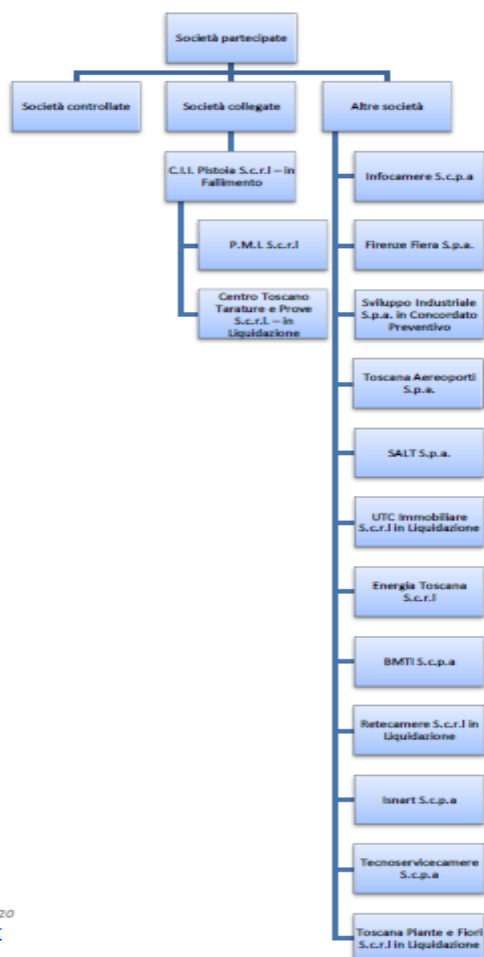 Società partecipate
Società controllate
Società collegate
Altre società
C.I.I. Pistoia S.c.r.l – in
Fallimento
P.M.I. S.c.r.l
Centro Toscano
Tarature e Prove
S.c.r.l. – in
Liquidazione
Infocamere S.c.p.a
Firenze Fiera S.p.a.
Sviluppo Industriale
S.p.a. in Concordato
Preventivo
Toscana Aereoporti
S.p.a.
SALT S.p.a.
UTC Immobiliare
S.c.r.l in Liquidazione
Energia Toscana
S.c.r.l
BMTI S.c.p.a
Retecamere S.c.r.l in
Liquidazione
Isnart S.c.p.a
Tecnoservicecamere
S.c.p.a
Toscana Piante e Fiori
S.c.r.l in Liquidazione